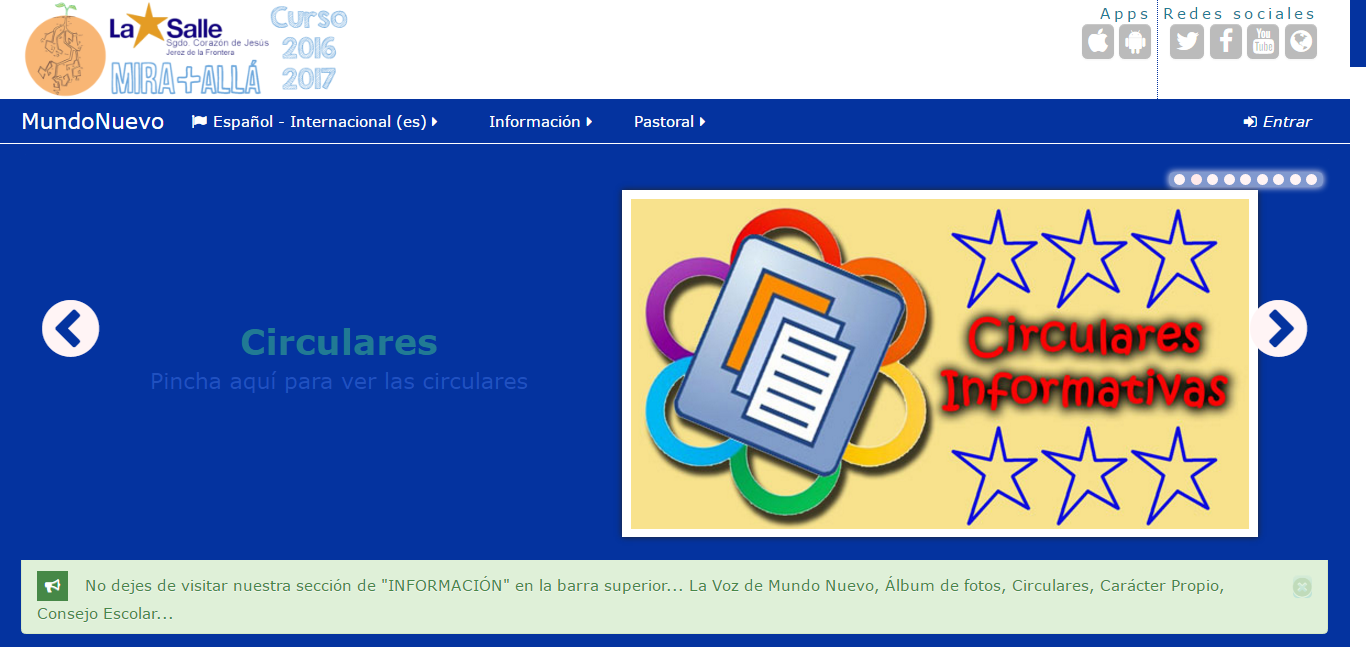 La Salle
Sgdo. Corazón de Jesús
Jerez de la Frontera
MIRA+ALLÁ
Curso
2016
2017
Apps
Redes sociales
You
Tube
MundoNuevo
Español - Internacional (es)
Información
Pastoral
Entrar
Circulares
Pincha aquí para ver las circulares
Circulares
Informativas
No dejes de visitar nuestra sección de "INFORMACIÓN" en la barra superior... La Voz de Mundo Nuevo, Álbum de fotos, Circulares, Carácter Propio,
Consejo Escolar...